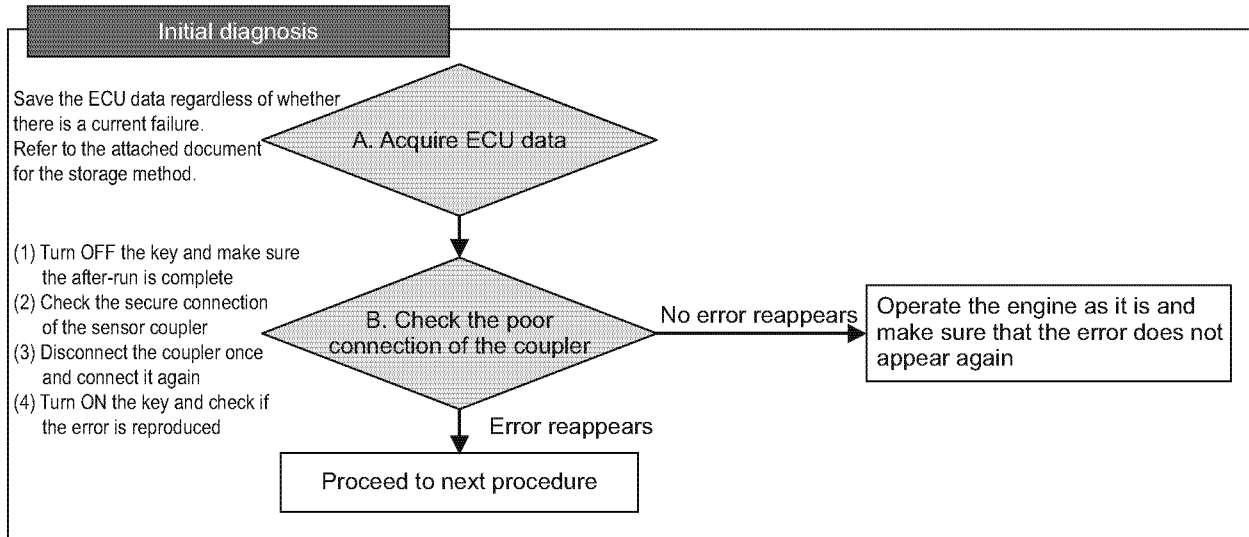 Initial diagnosis
Save the ECU data regardless of whether
there is a current failure.
Refer to the attached document
for the storage method.
A. Acquire ECU data
(1) Turn OFF the key and make sure
the after-run is complete
(2) Check the secure connection
of the sensor coupler
(3) Disconnect the coupler once
and connect it again
(4) Turn ON the key and check if
the error is reproduced
B. Check the poor
connection of the coupler
No error reappears
Operate the engine as it is and
make sure that the error does not
appear again
Error reappears
Proceed to next procedure